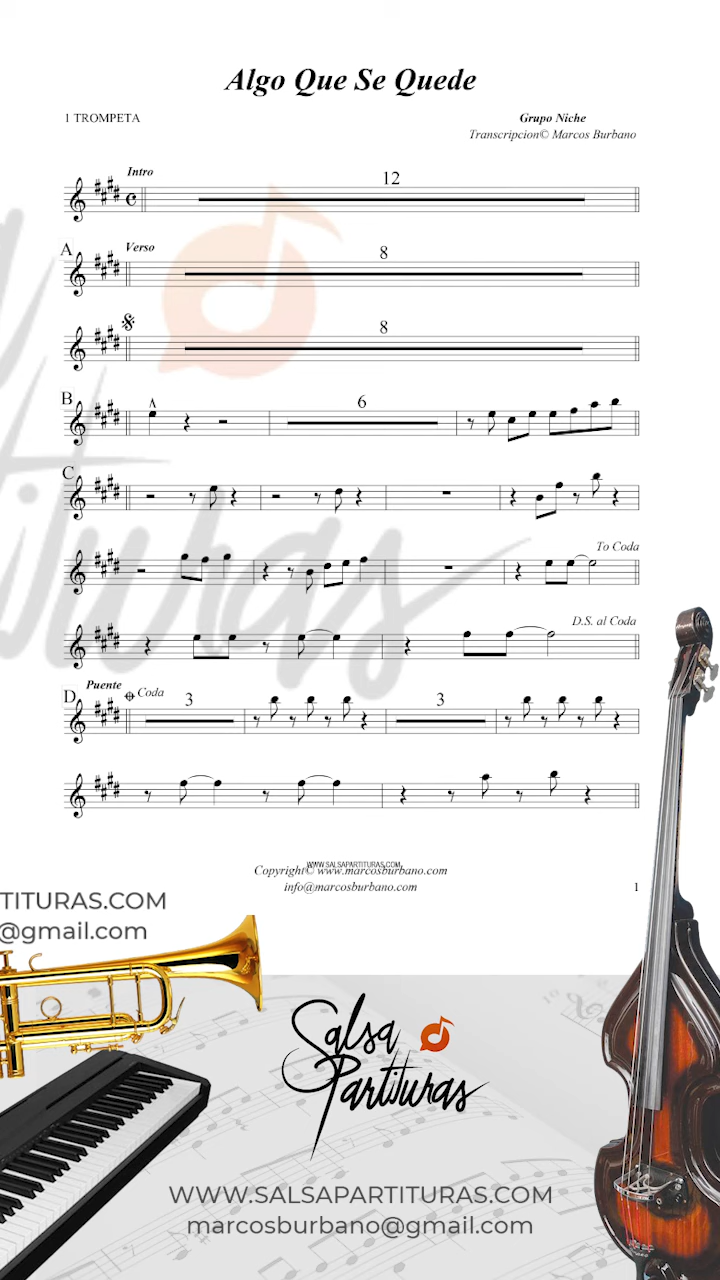 Algo Que Se Quede
1 TROMPETA
Grupo Niche
Transcripcion© Marcos Burbano
Intro
12
A
Verso
8
8
B
6
C
To Coda
D.S. al Coda
D
Puente
Coda
3
3
WWW.SALSAPARTITURAS.COM
Copyright© www.marcosburbano.com
info@marcosburbano.com
1
TITURAS.COM
@gmail.com
Salsa
Partituras
WWW.SALSAPARTITURAS.COM
marcosburbano@gmail.com